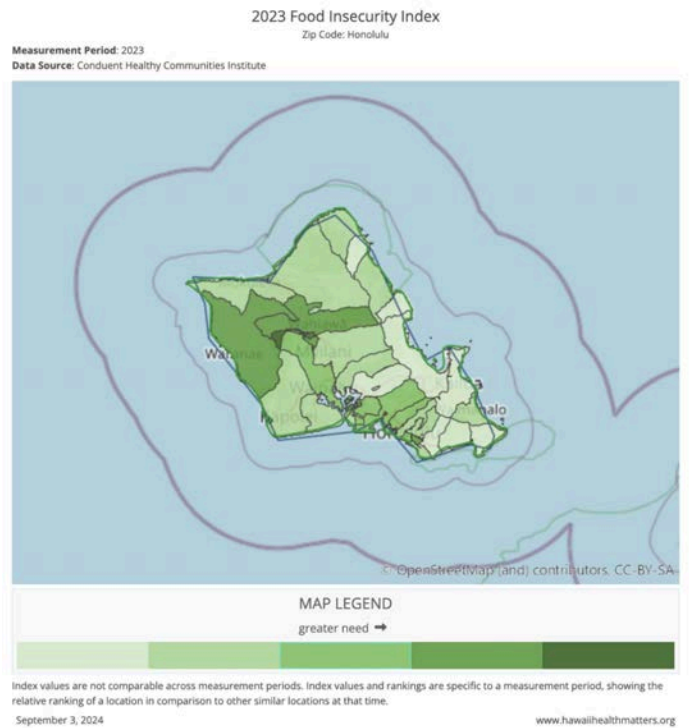 2023 Food Insecurity Index
Zip Code: Honolulu
Measurement Period: 2023
Data Source: Conduent Healthy Communities Institute
Mililani
© OpenStreetMap (and) contributors, CC-BY-SA
MAP LEGEND
greater need ➡
Index values are not comparable across measurement periods. Index values and rankings are specific to a measurement period, showing the
relative ranking of a location in comparison to other similar locations at that time.
September 3, 2024
www.hawaiihealthmatters.org